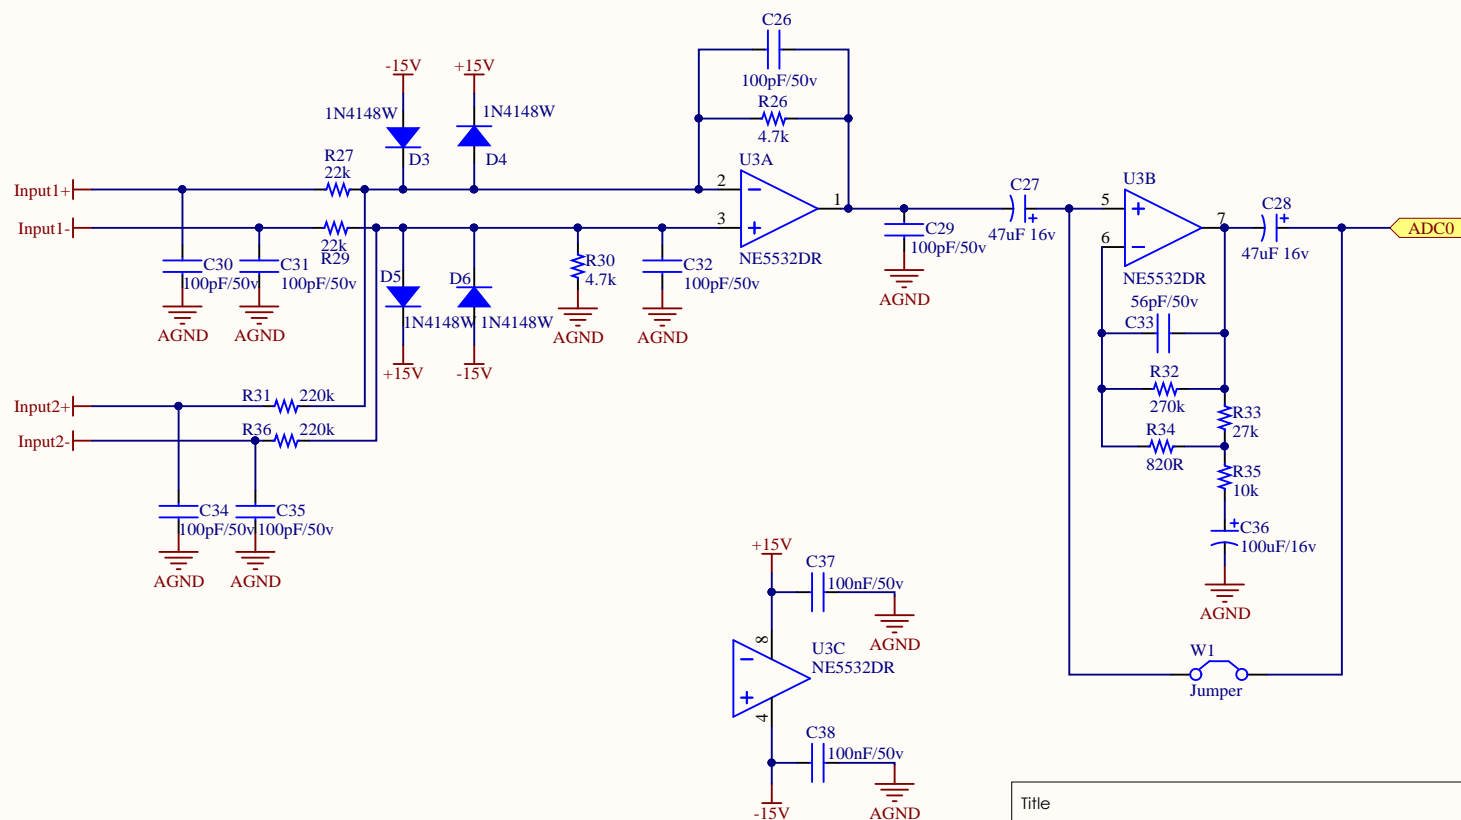 C26
100pF/50v
R26
4.7k
-15V
+15V
1N4148W
1N4148W
D3
D4
R27
22k
Input1+
Input1-
22k
R29
U3A
2
3
1
NE5532DR
C30
100pF/50v
C31
100pF/50v
AGND
AGND
D5
D6
1N4148W
1N4148W
+15V
-15V
R30
4.7k
AGND
C32
100pF/50v
AGND
C29
100pF/50v
AGND
C27
+
47uF 16v
U3B
5
6
7
NE5532DR
C28
+
47uF 16v
ADC0
56pF/50v
C33
R32
270k
R33
27k
R34
820R
R35
10k
+
C36
100uF/16v
AGND
Input2+
Input2-
R31
220k
R36
220k
C34
100pF/50v
C35
100pF/50v
AGND
AGND
+15V
C37
100nF/50v
AGND
8
U3C
NE5532DR
4
C38
100nF/50v
AGND
-15V
W1
Jumper
Title